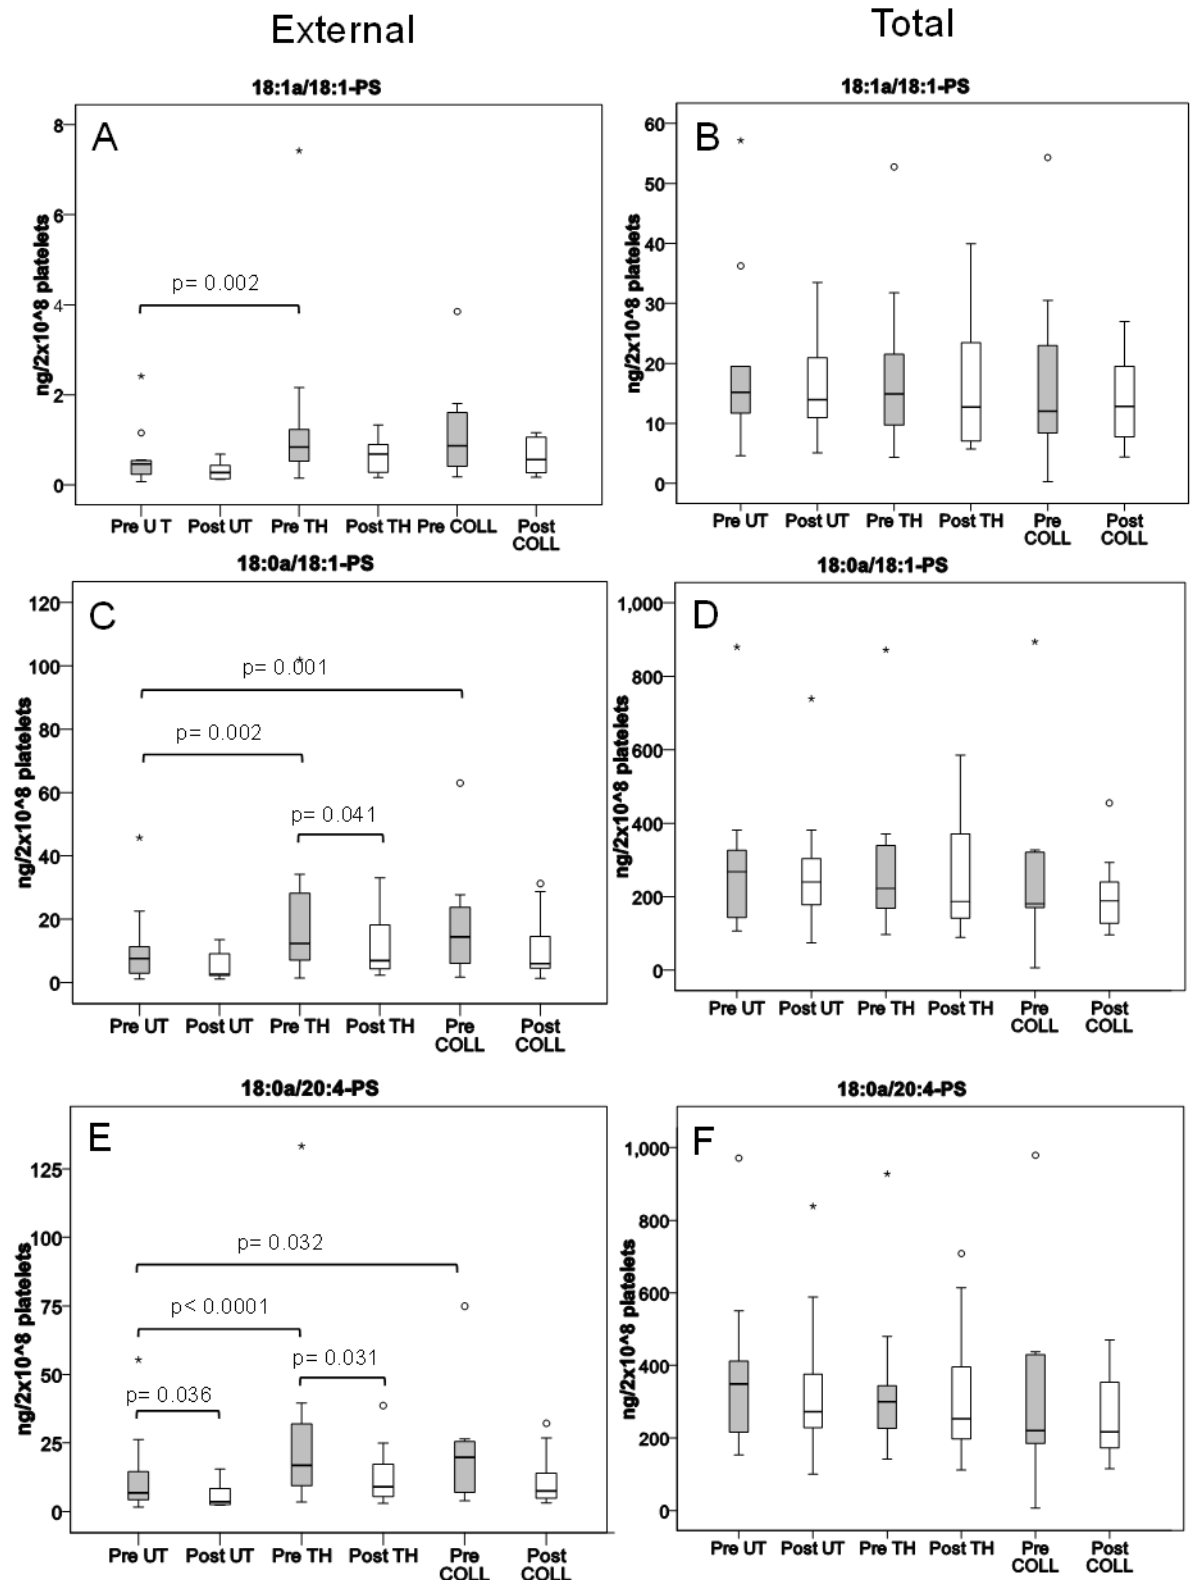 External
Total
18:1a/18:1-PS
A
ng/2x10^8 platelets
8
6
4
2
0
p= 0.002
Pre U T Post UT Pre TH Post TH Pre COLL Post COLL
18:1a/18:1-PS
B
ng/2x10^8 platelets
60
50
40
30
20
10
0
Pre UT Post UT Pre TH Post TH Pre COLL Post COLL
18:0a/18:1-PS
C
ng/2x10^8 platelets
120
100
80
60
40
20
0
p= 0.001
p= 0.002
p= 0.041
Pre UT Post UT Pre TH Post TH Pre COLL Post COLL
18:0a/18:1-PS
D
ng/2x10^8 platelets
1,000
800
600
400
200
0
Pre UT Post UT Pre TH Post TH Pre COLL Post COLL
18:0a/20:4-PS
E
ng/2x10^8 platelets
125
100
75
50
25
0
p= 0.032
p< 0.0001
p= 0.031
p= 0.036
Pre UT Post UT Pre TH Post TH Pre COLL Post COLL
18:0a/20:4-PS
F
ng/2x10^8 platelets
1,000
800
600
400
200
0
Pre UT Post UT Pre TH Post TH Pre COLL Post COLL